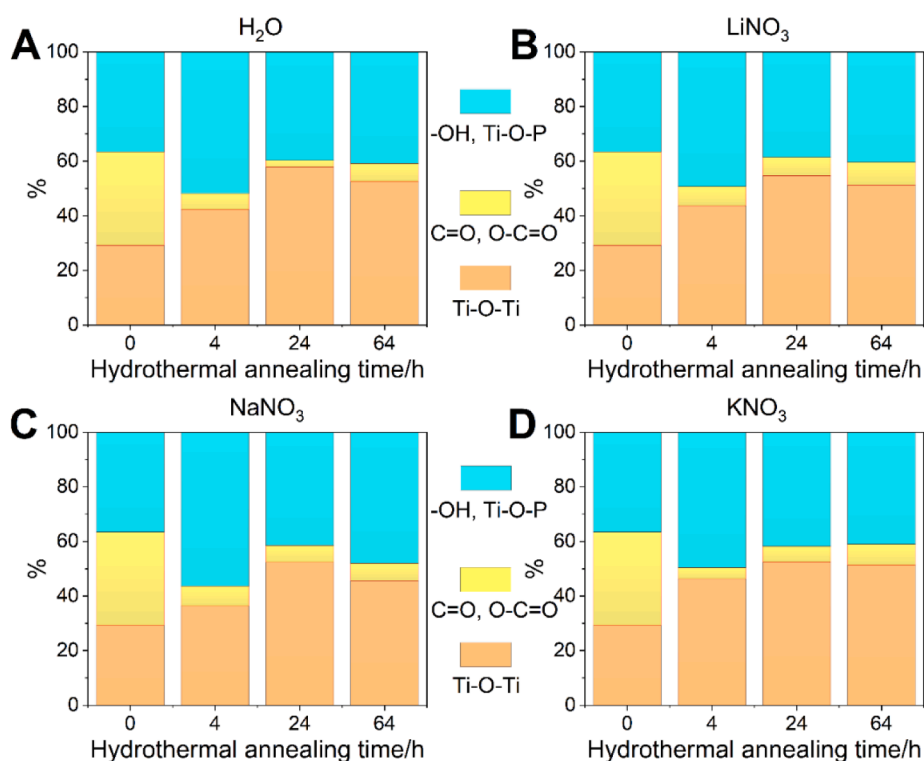 A
H2O
100
80
60
40
20
0
%
0 4 24 64
Hydrothermal annealing time/h
-OH, Ti-O-P
C=O, O-C=O
Ti-O-Ti
B
LiNO3
100
80
60
40
20
0
%
0 4 24 64
Hydrothermal annealing time/h
C
NaNO3
100
80
60
40
20
0
%
0 4 24 64
Hydrothermal annealing time/h
-OH, Ti-O-P
C=O, O-C=O
Ti-O-Ti
D
KNO3
100
80
60
40
20
0
%
0 4 24 64
Hydrothermal annealing time/h